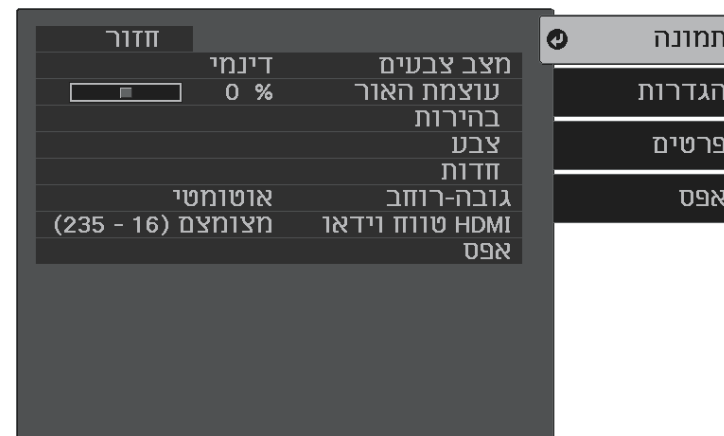 תמונה
הגדרות
פרטים
אפס
חזור
מצב צבעים דינמי
עוצמת האור 0 %
בהירות
צבע
חדות
גובה-רוחב אוטומטי
HDMI טווח וידאו מצומצם (16 - 235)
אפס